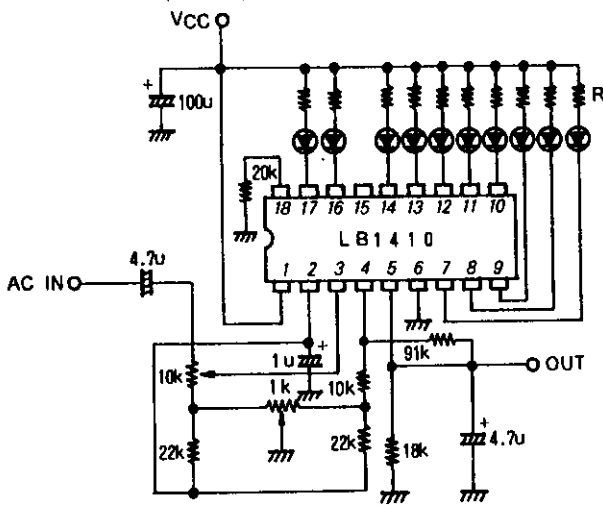 VCC
+
100u
R
20k
18 17 16 15 14 13 12 11 10
LB1410
1 2 3 4 5 6 7 8 9
4.7u
AC IN
+
91k
1u
OUT
10k
10k
1k
+
22k
22k
18k
4.7u